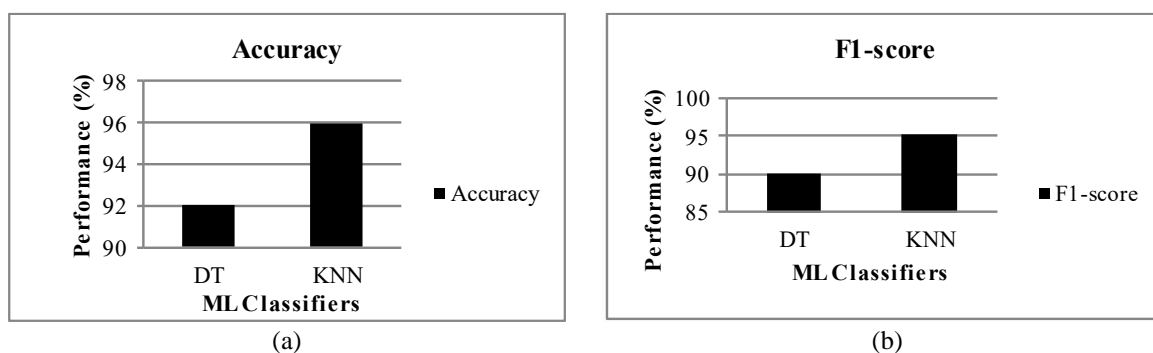 Accuracy
98
96
94
92
90
Performance (%)
DT KNN
ML Classifiers
Accuracy
(a)
F1-score
100
95
90
85
Performance (%)
DT KNN
ML Classifiers
F1-score
(b)